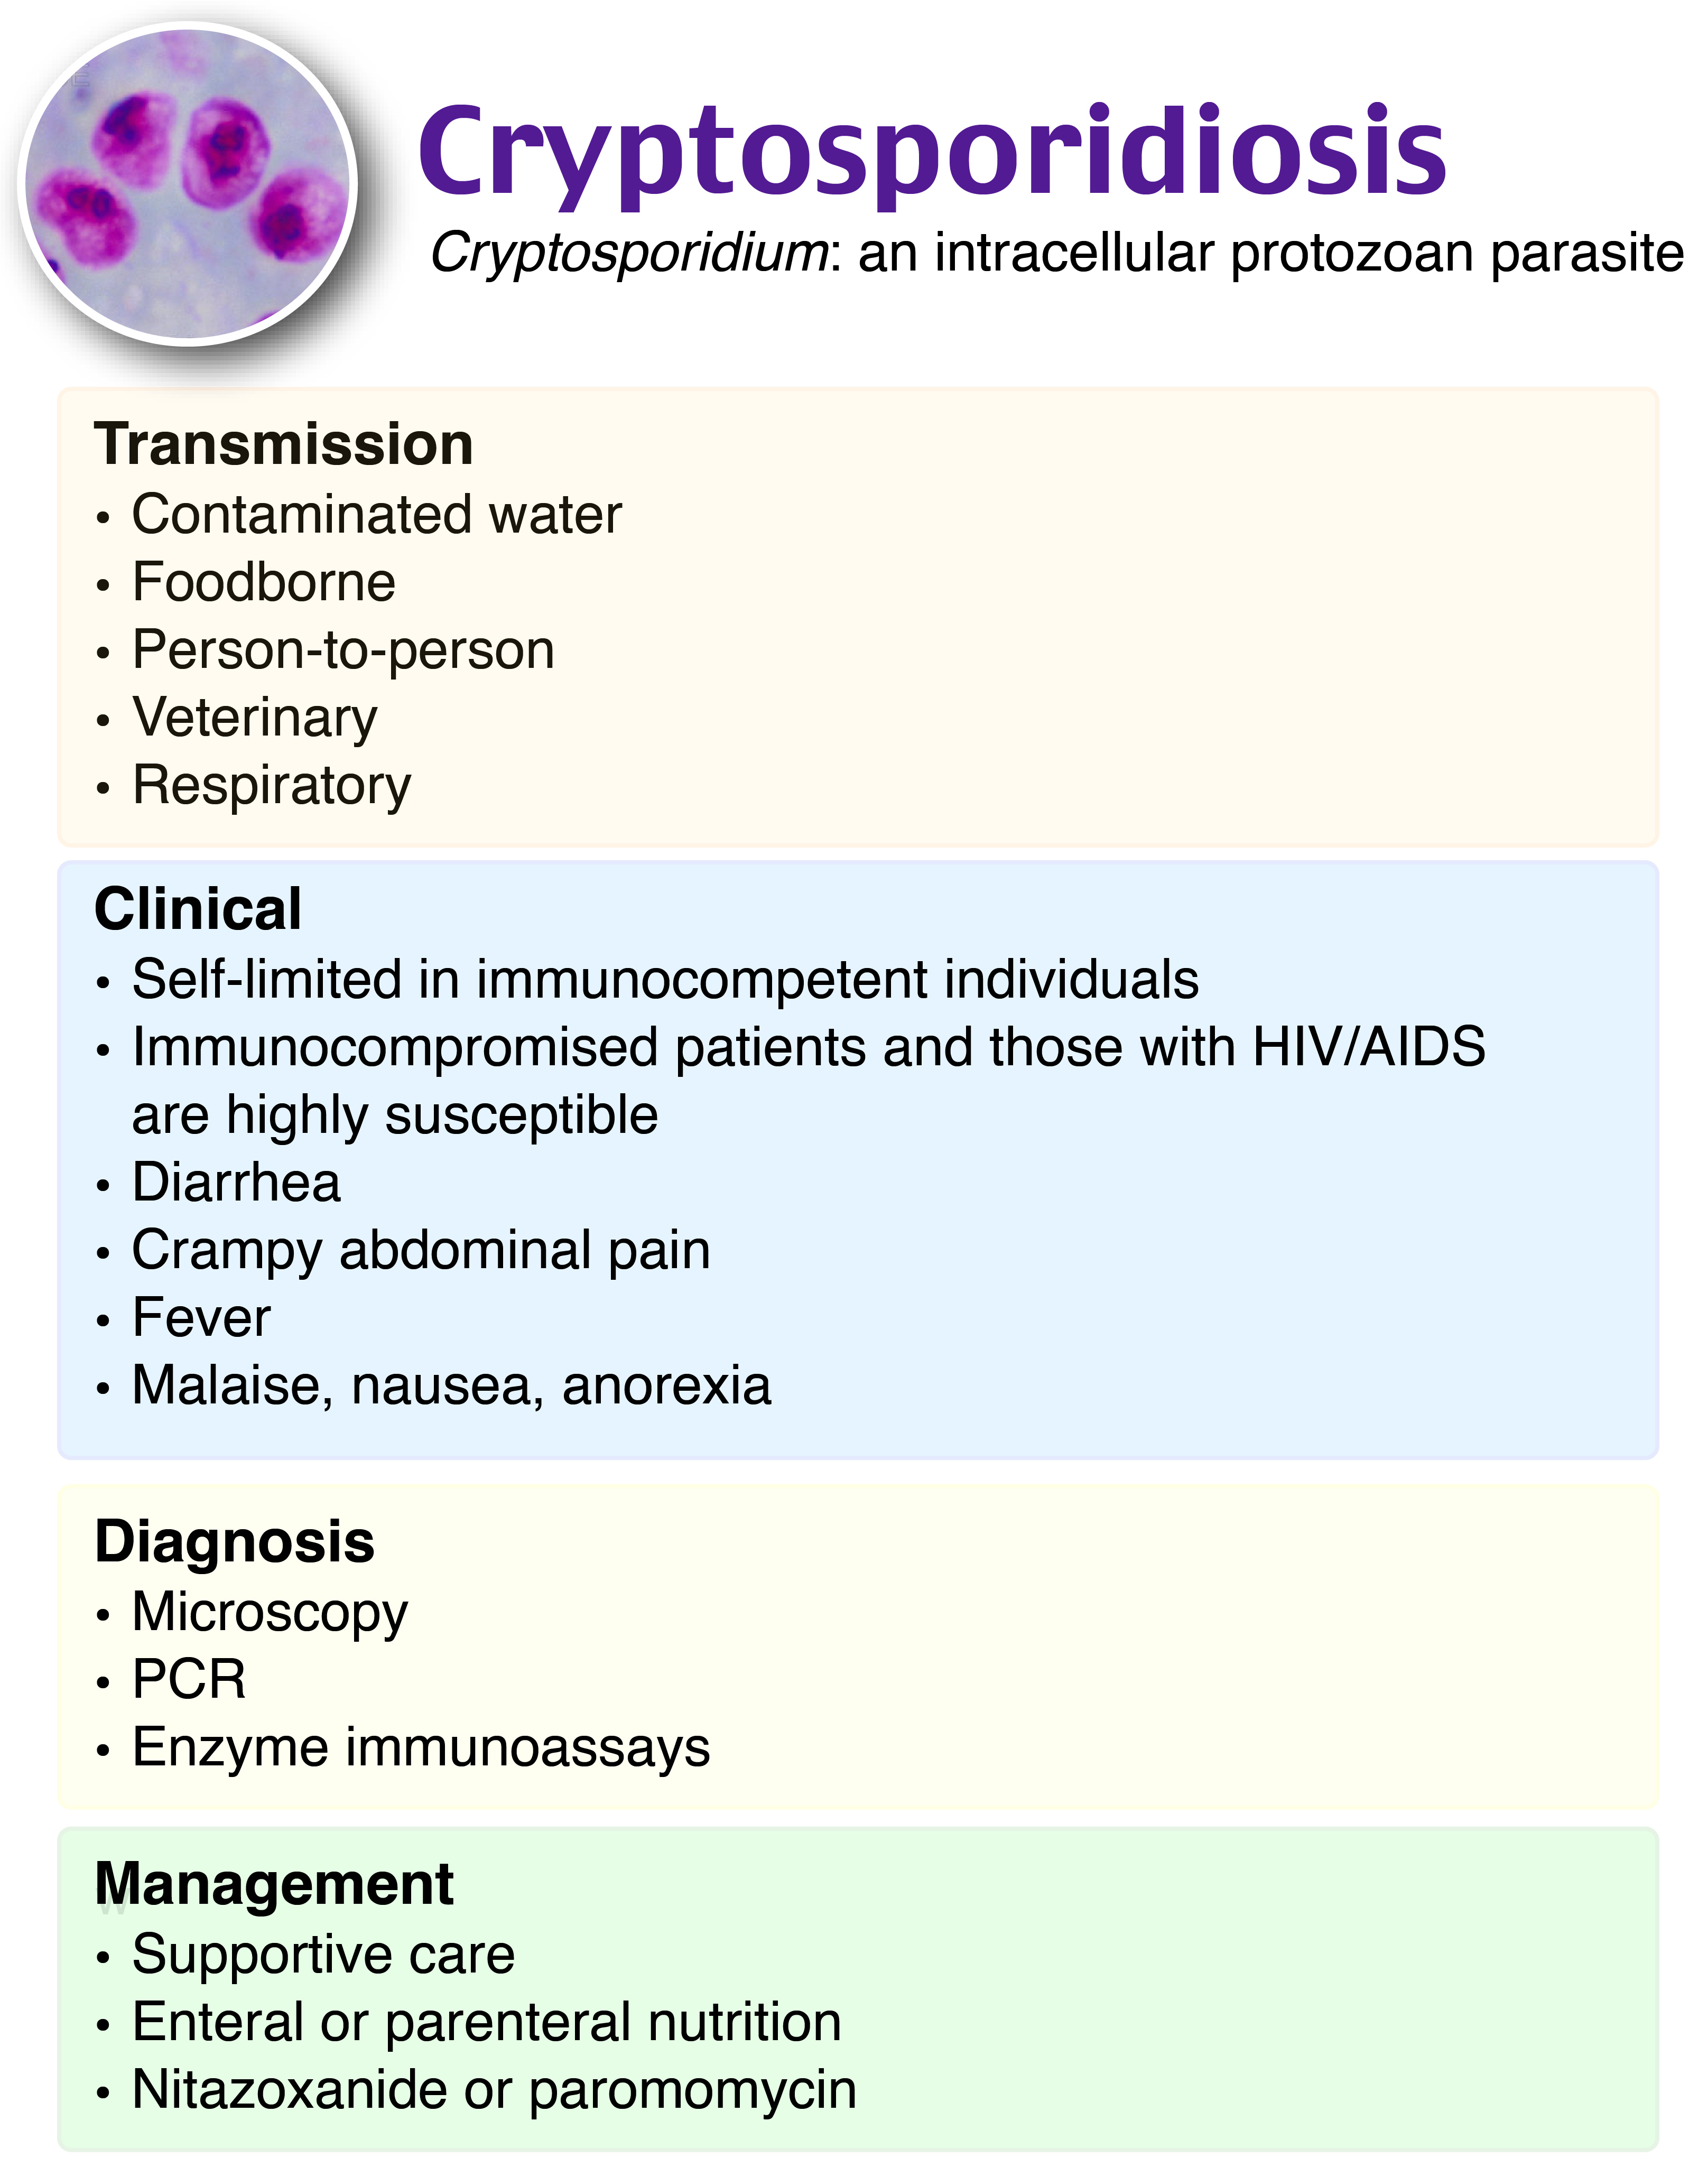 Cryptosporidiosis
Cryptosporidium: an intracellular protozoan parasite
Transmission
• Contaminated water
• Foodborne
• Person-to-person
• Veterinary
• Respiratory
Clinical
• Self-limited in immunocompetent individuals
• Immunocompromised patients and those with HIV/AIDS
are highly susceptible
• Diarrhea
• Crampy abdominal pain
• Fever
• Malaise, nausea, anorexia
Diagnosis
• Microscopy
• PCR
• Enzyme immunoassays
Management
• Supportive care
• Enteral or parenteral nutrition
• Nitazoxanide or paromomycin